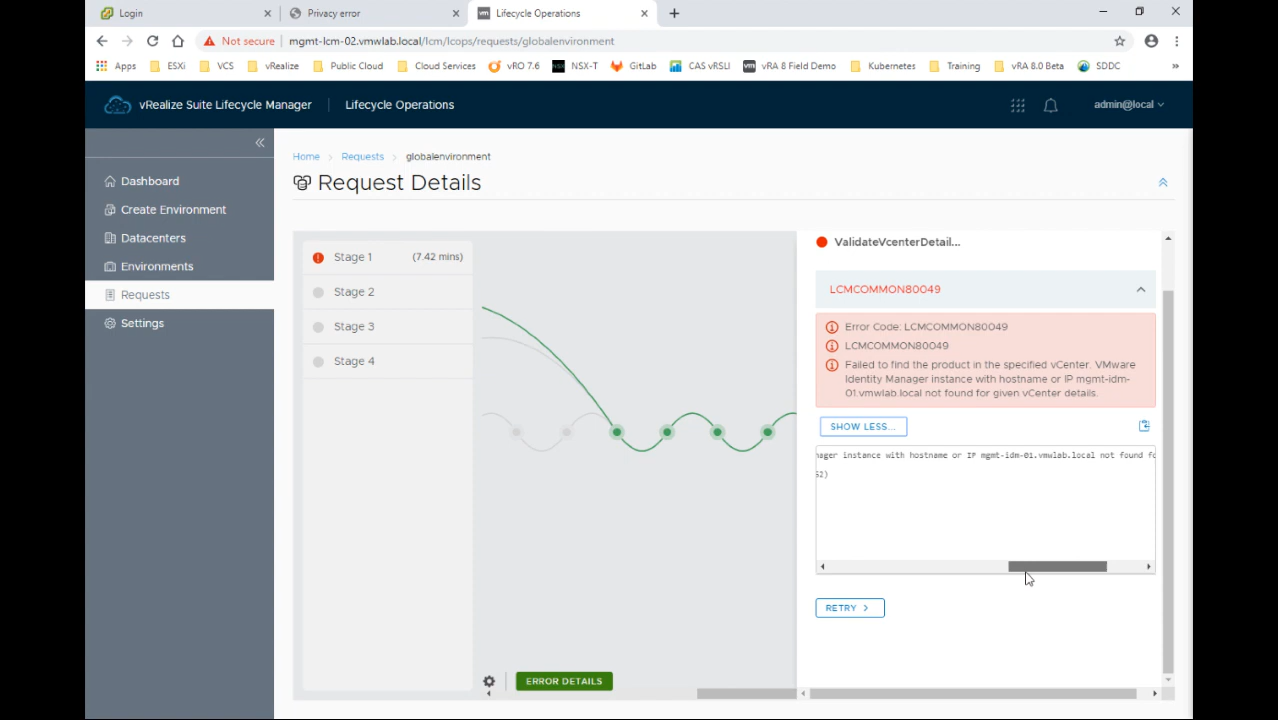 Login
Privacy error
vm Lifecycle Operations
Not secure mgmt-lcm-02.vmwlab.local/lcm/lcops/requests/globalenvironment
Apps ESXi VCS vRealize Public Cloud Cloud Services vRO 7.6 NSX NSX-T GitLab CAS vRSLI vm vRA 8 Field Demo Kubernetes Training vRA 8.0 Beta SDDC »
vRealize Suite Lifecycle Manager Lifecycle Operations admin@local
Dashboard
Create Environment
Datacenters
Environments
Requests
Settings
Home > Requests > globalenvironment
Request Details
Stage 1 (7.42 mins)
Stage 2
Stage 3
Stage 4
ERROR DETAILS
ValidateVcenterDetail...
LCMCOMMON80049
Error Code: LCMCOMMON80049
LCMCOMMON80049
Failed to find the product in the specified vCenter. VMware
Identity Manager instance with hostname or IP mgmt-idm-
01.vmwlab.local not found for given vCenter details.
SHOW LESS...
nager instance with hostname or IP mgmt-idm-01.vmwlab.local not found fo
62)
RETRY >